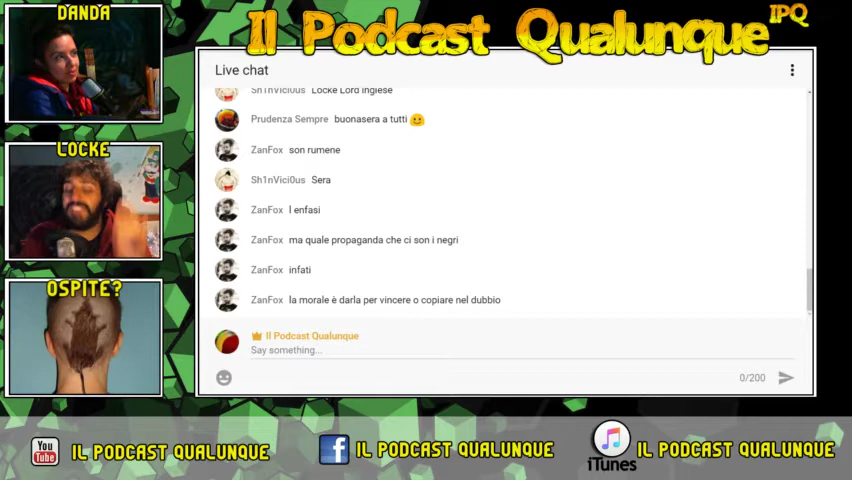 DANDA
Il Podcast Qualunque IPQ
Live chat
Sh1nVici0us Locke Lord inglese
Prudenza Sempre buonasera a tutti
LOCKE
ZanFox son rumene
Sh1nVici0us Sera
ZanFox l enfasi
ZanFox ma quale propaganda che ci son i negri
ZanFox infati
OSPITE?
ZanFox la morale è darla per vincere o copiare nel dubbio
Il Podcast Qualunque
Say something...
0/200
You Tube IL PODCAST QUALUNQUE
f IL PODCAST QUALUNQUE
iTunes IL PODCAST QUALUNQUE